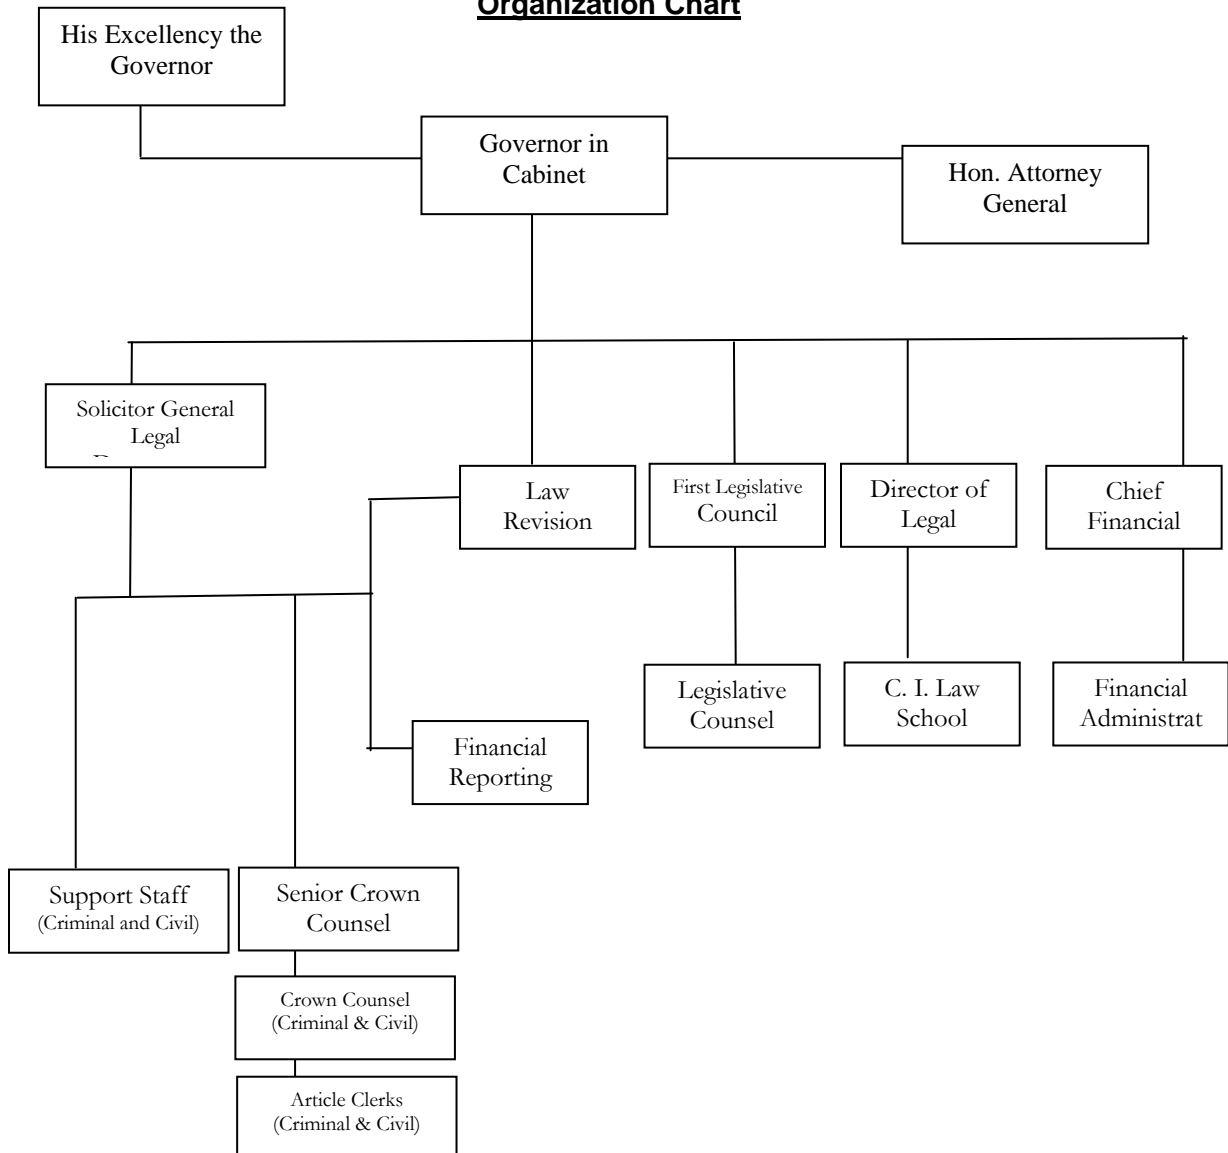 Organization Chart
His Excellency the
Governor
Governor in
Cabinet
Hon. Attorney
General
Solicitor General
Legal
Law
Revision
First Legislative
Council
Director of
Legal
Chief
Financial
Legislative
Counsel
C. I. Law
School
Financial
Administrat
Financial
Reporting
Support Staff
(Criminal and Civil)
Senior Crown
Counsel
Crown Counsel
(Criminal & Civil)
Article Clerks
(Criminal & Civil)